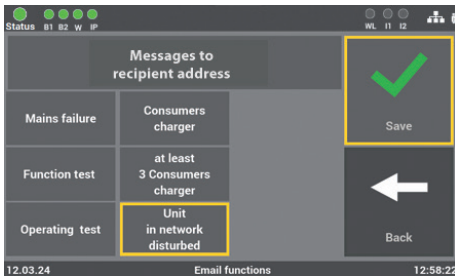 Status B1 B2 W IP WL I1 I2
Messages to
recipient address
Mains failure
Consumers
charger
Save
Function test
at least
3 Consumers
charger
Operating test
Unit
in network
disturbed
Back
12.03.24 Email functions 12:58:22